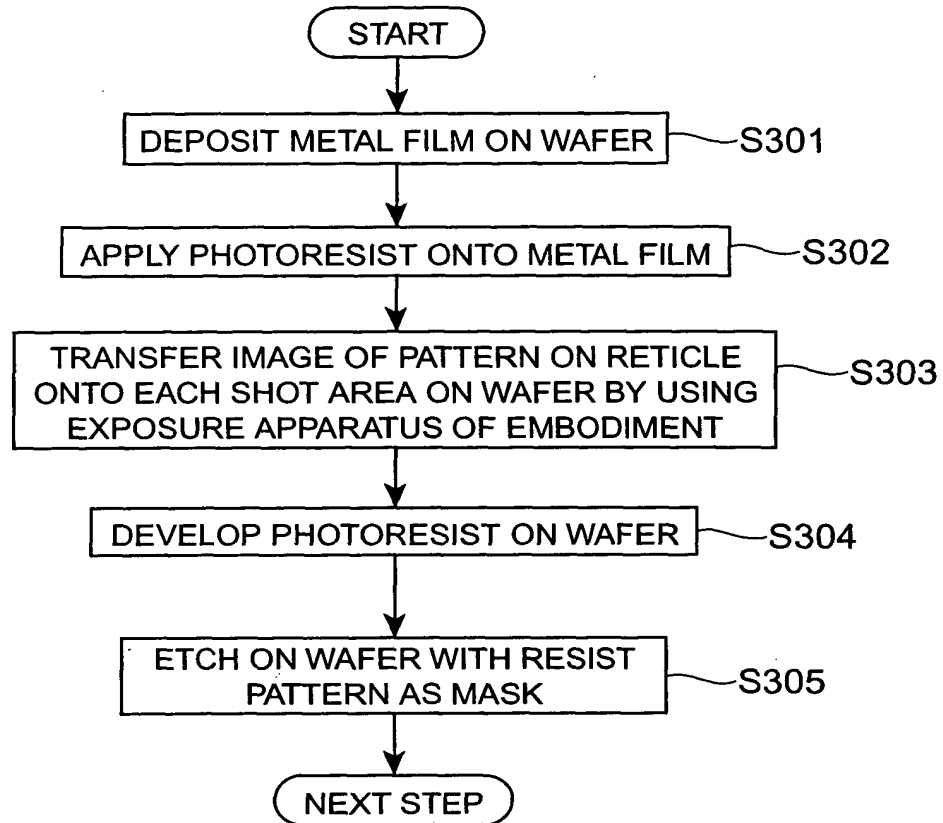 START
DEPOSIT METAL FILM ON WAFER
S301
APPLY PHOTORESIST ONTO METAL FILM
S302
TRANSFER IMAGE OF PATTERN ON RETICLE
ONTO EACH SHOT AREA ON WAFER BY USING
EXPOSURE APPARATUS OF EMBODIMENT
S303
DEVELOP PHOTORESIST ON WAFER
S304
ETCH ON WAFER WITH RESIST
PATTERN AS MASK
S305
NEXT STEP